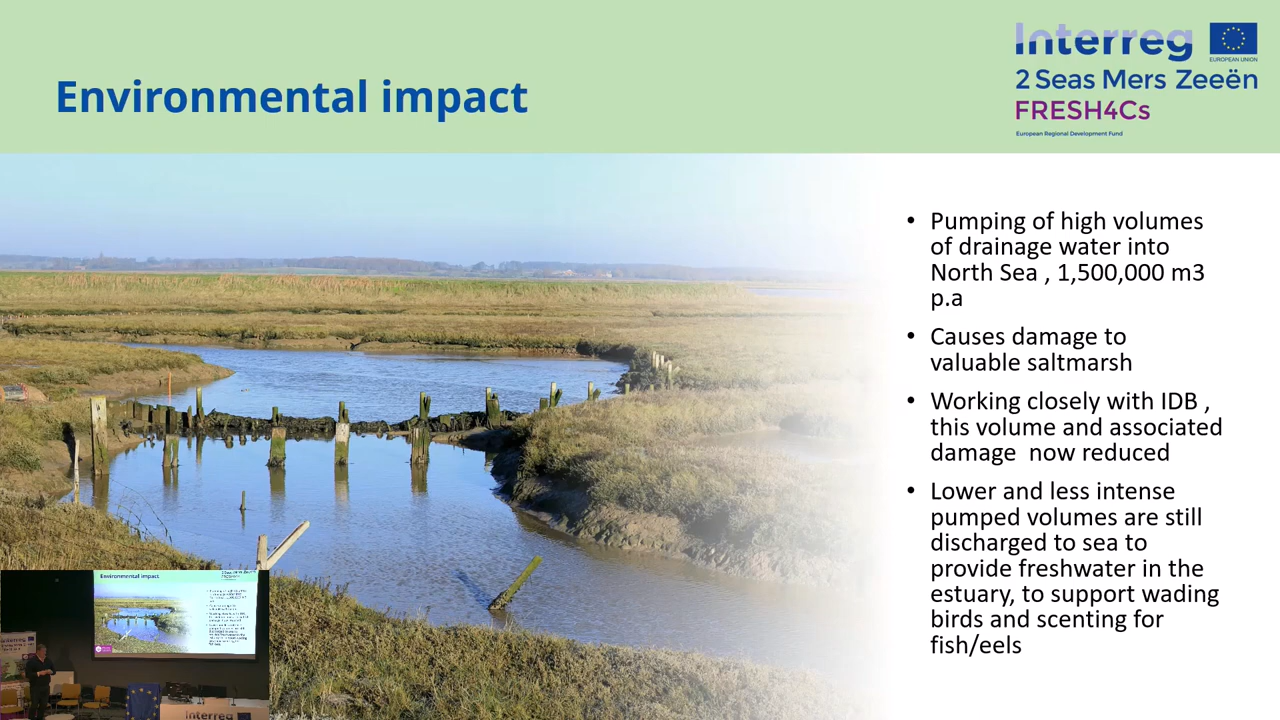 Environmental impact
Interreg
EUROPEAN UNION
2 Seas Mers Zeeën
FRESH4Cs
European Regional Development Fund
• Pumping of high volumes
of drainage water into
North Sea , 1,500,000 m3
p.a
• Causes damage to
valuable saltmarsh
• Working closely with IDB ,
this volume and associated
damage  now reduced
• Lower and less intense
pumped volumes are still
discharged to sea to
provide freshwater in the
estuary, to support wading
birds and scenting for
fish/eels
Environmental impact
Interreg